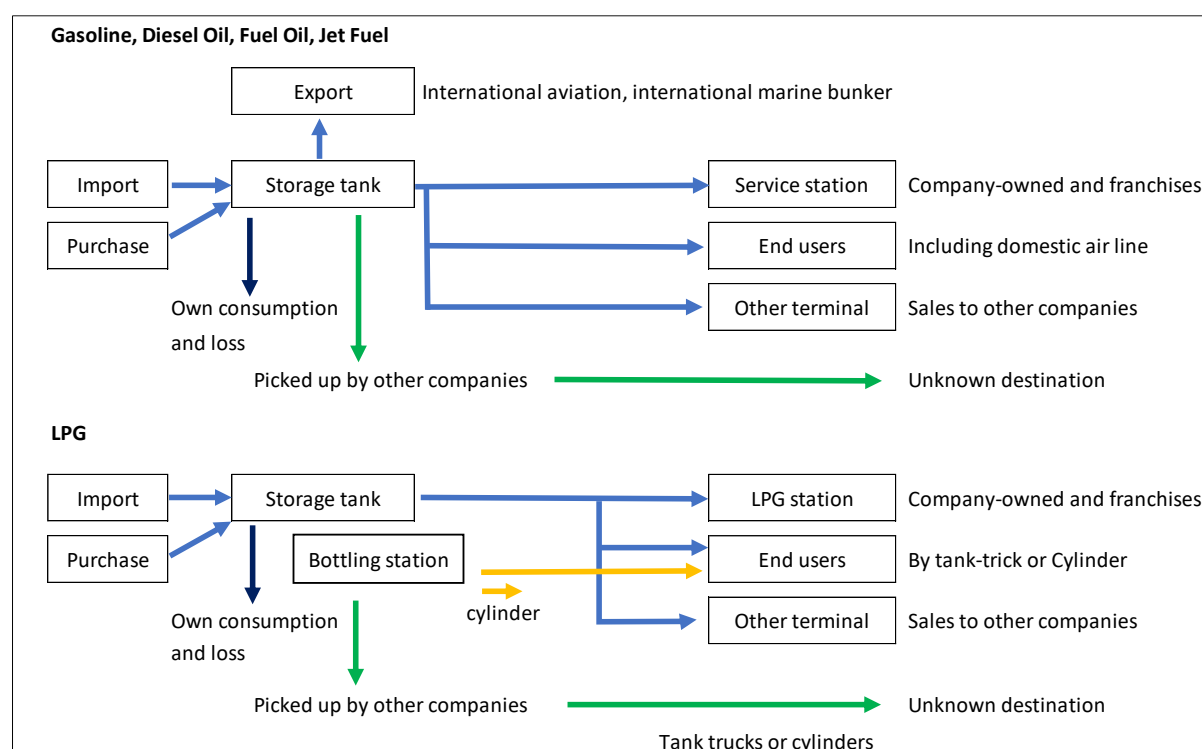 Gasoline, Diesel Oil, Fuel Oil, Jet Fuel
Export
International aviation, international marine bunker
Import
Storage tank
Service station
Company-owned and franchises
Purchase
End users
Including domestic air line
Own consumption
and loss
Other terminal
Sales to other companies
Picked up by other companies
Unknown destination
LPG
Import
Storage tank
LPG station
Company-owned and franchises
Purchase
Bottling station
End users
By tank-trick or Cylinder
cylinder
Own consumption
and loss
Other terminal
Sales to other companies
Picked up by other companies
Unknown destination
Tank trucks or cylinders